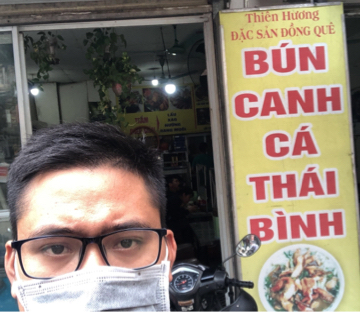 Thiên Hương
ĐẶC SẢN ĐỒNG QUÊ
BÚN
CANH
CÁ
THÁI
BÌNH